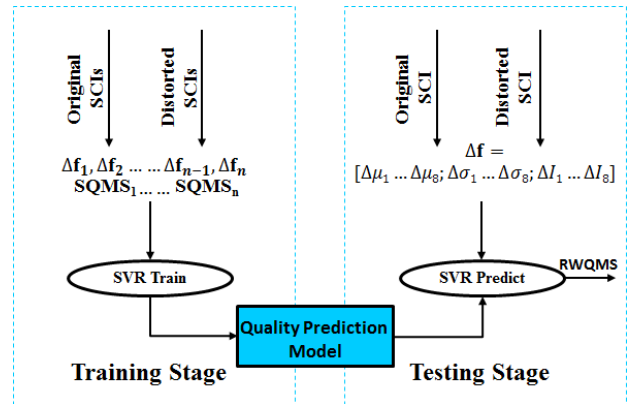 Original
SCIs
Distorted
SCIs
Δf₁, Δf₂ … … Δfₙ₋₁, Δfₙ
SQMS₁… … SQMSₙ
SVR Train
Training Stage
Quality Prediction
Model
Original
SCI
Distorted
SCI
Δf =
[Δμ₁ … Δμ₈; Δσ₁ … Δσ₈; ΔI₁ … ΔI₈]
SVR Predict
RWQMS
Testing Stage